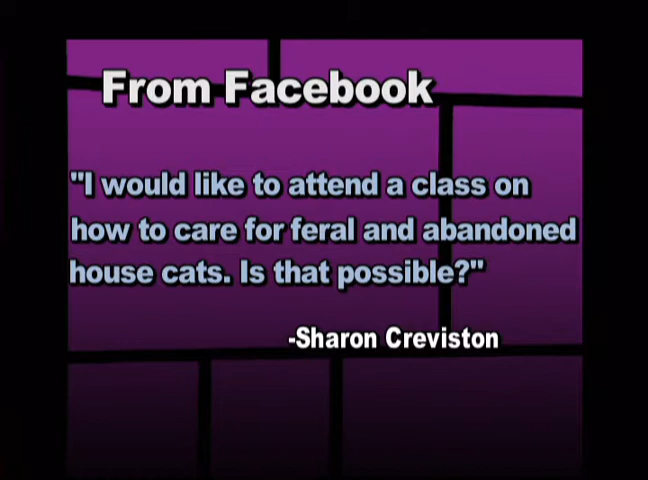 From Facebook
"I would like to attend a class on
how to care for feral and abandoned
house cats. Is that possible?"
-Sharon Creviston